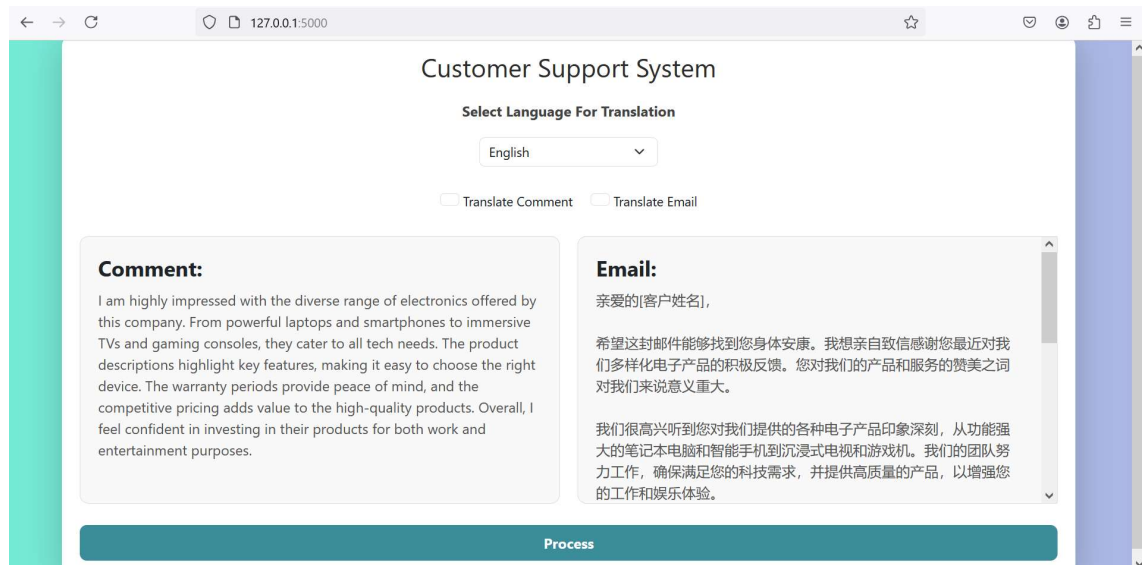 127.0.0.1:5000
Customer Support System
Select Language For Translation
English
Translate Comment
Translate Email
Comment:
I am highly impressed with the diverse range of electronics offered by
this company. From powerful laptops and smartphones to immersive
TVs and gaming consoles, they cater to all tech needs. The product
descriptions highlight key features, making it easy to choose the right
device. The warranty periods provide peace of mind, and the
competitive pricing adds value to the high-quality products. Overall, I
feel confident in investing in their products for both work and
entertainment purposes.
Email:
亲爱的[客户姓名]，
希望这封邮件能够找到您身体安康。我想亲自致信感谢您最近对我
们多样化电子产品的积极反馈。您对我们的产品和服务的赞美之词
对我们来说意义重大。
我们很高兴听到您对我们提供的各种电子产品印象深刻，从功能强
大的笔记本电脑和智能手机到沉浸式电视和游戏机。我们的团队努
力工作，确保满足您的科技需求，并提供高质量的产品，以增强您
的工作和娱乐体验。
Process